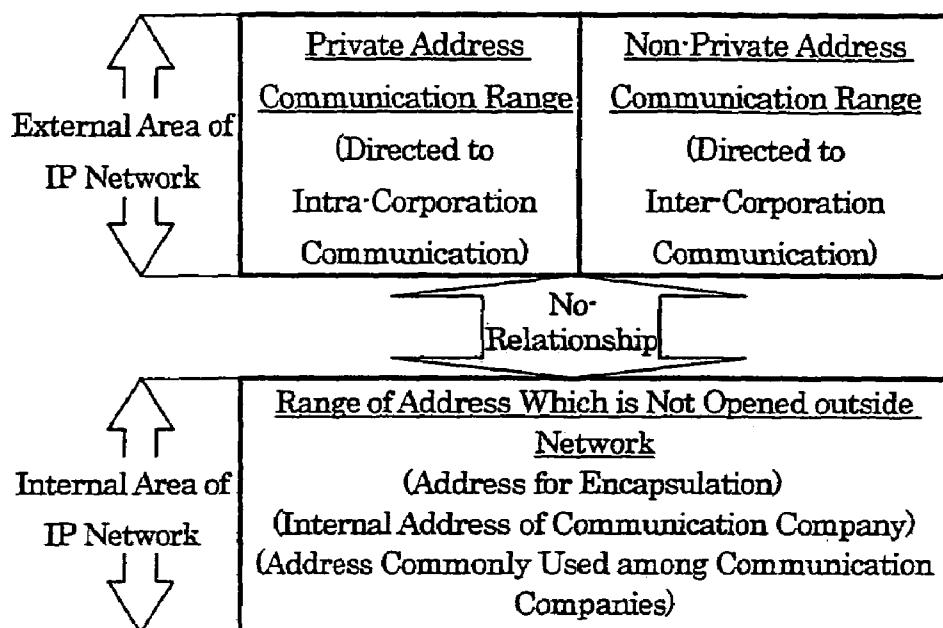 External Area of
IP Network
Private Address
Communication Range
(Directed to
Intra-Corporation
Communication)
Non-Private Address
Communication Range
(Directed to
Inter-Corporation
Communication)
No-
Relationship
Internal Area of
IP Network
Range of Address Which is Not Opened outside
Network
(Address for Encapsulation)
(Internal Address of Communication Company)
(Address Commonly Used among Communication
Companies)